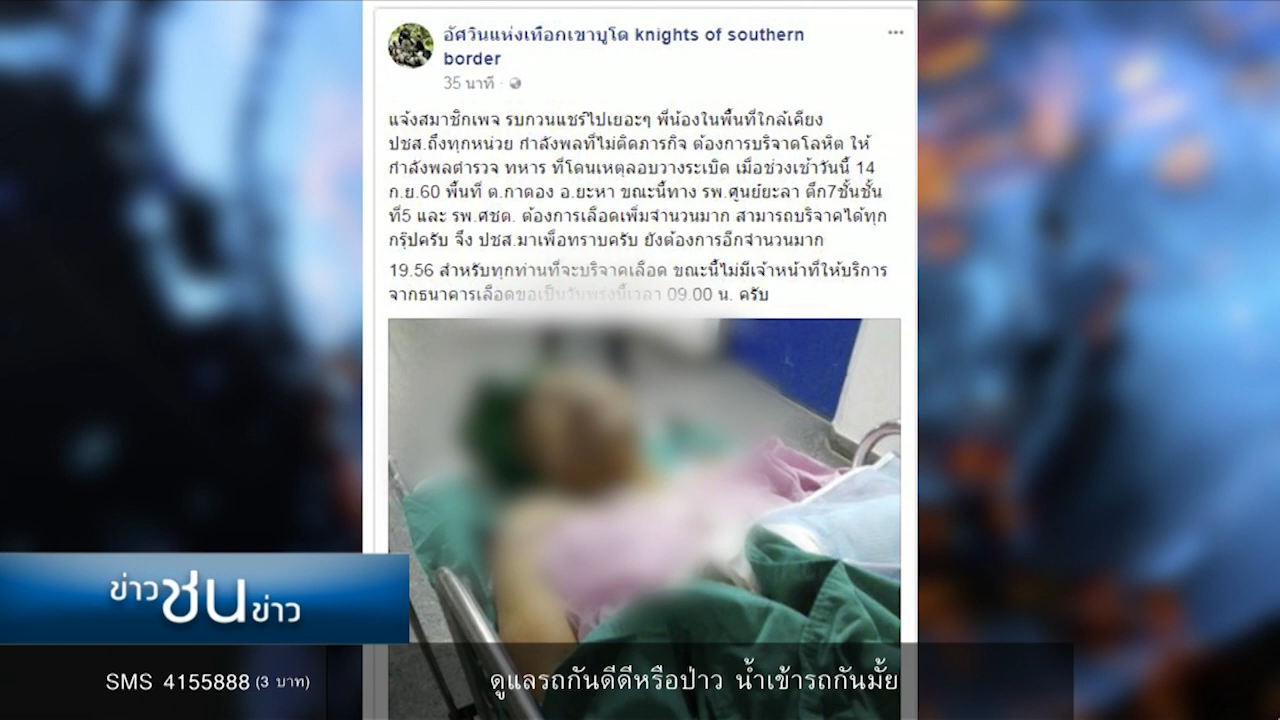 อัศวินแห่งเทือกเขาบูโด knights of southern
border
35 นาที ·
แจ้งสมาชิกเพจ รบกวนแชร์ไปเยอะๆ พี่น้องในพื้นที่ใกล้เคียง
ปชส.ถึงทุกหน่วย กำลังพลที่ไม่ติดภารกิจ ต้องการบริจาคโลหิต ให้
กำลังพลตำรวจ ทหาร ที่โดนเหตุลอบวางระเบิด เมื่อช่วงเช้าวันนี้ 14
ก.ย.60 พื้นที่ ต.กาตอง อ.ยะหา ขณะนี้ทาง รพ.ศูนย์ยะลา ตึก7ชั้นชั้น
ที่5 และ รพ.ศชต. ต้องการเลือดเพิ่มจำนวนมาก สามารถบริจาคได้ทุก
กรุ๊ปครับ จึง ปชส.มาเพื่อทราบครับ ยังต้องการอีกจำนวนมาก
19.56 สำหรับทุกท่านที่จะบริจาคเลือด ขณะนี้ไม่มีเจ้าหน้าที่ให้บริการ
จากธนาคารเลือดขอเป็นวันพรุ่งนี้เวลา 09.00 น. ครับ
ข่าวชนข่าว
SMS 4155888 (3 บาท)
ดูแลรถกันดีดีหรือป่าว น้ำเข้ารถกันมั้ย